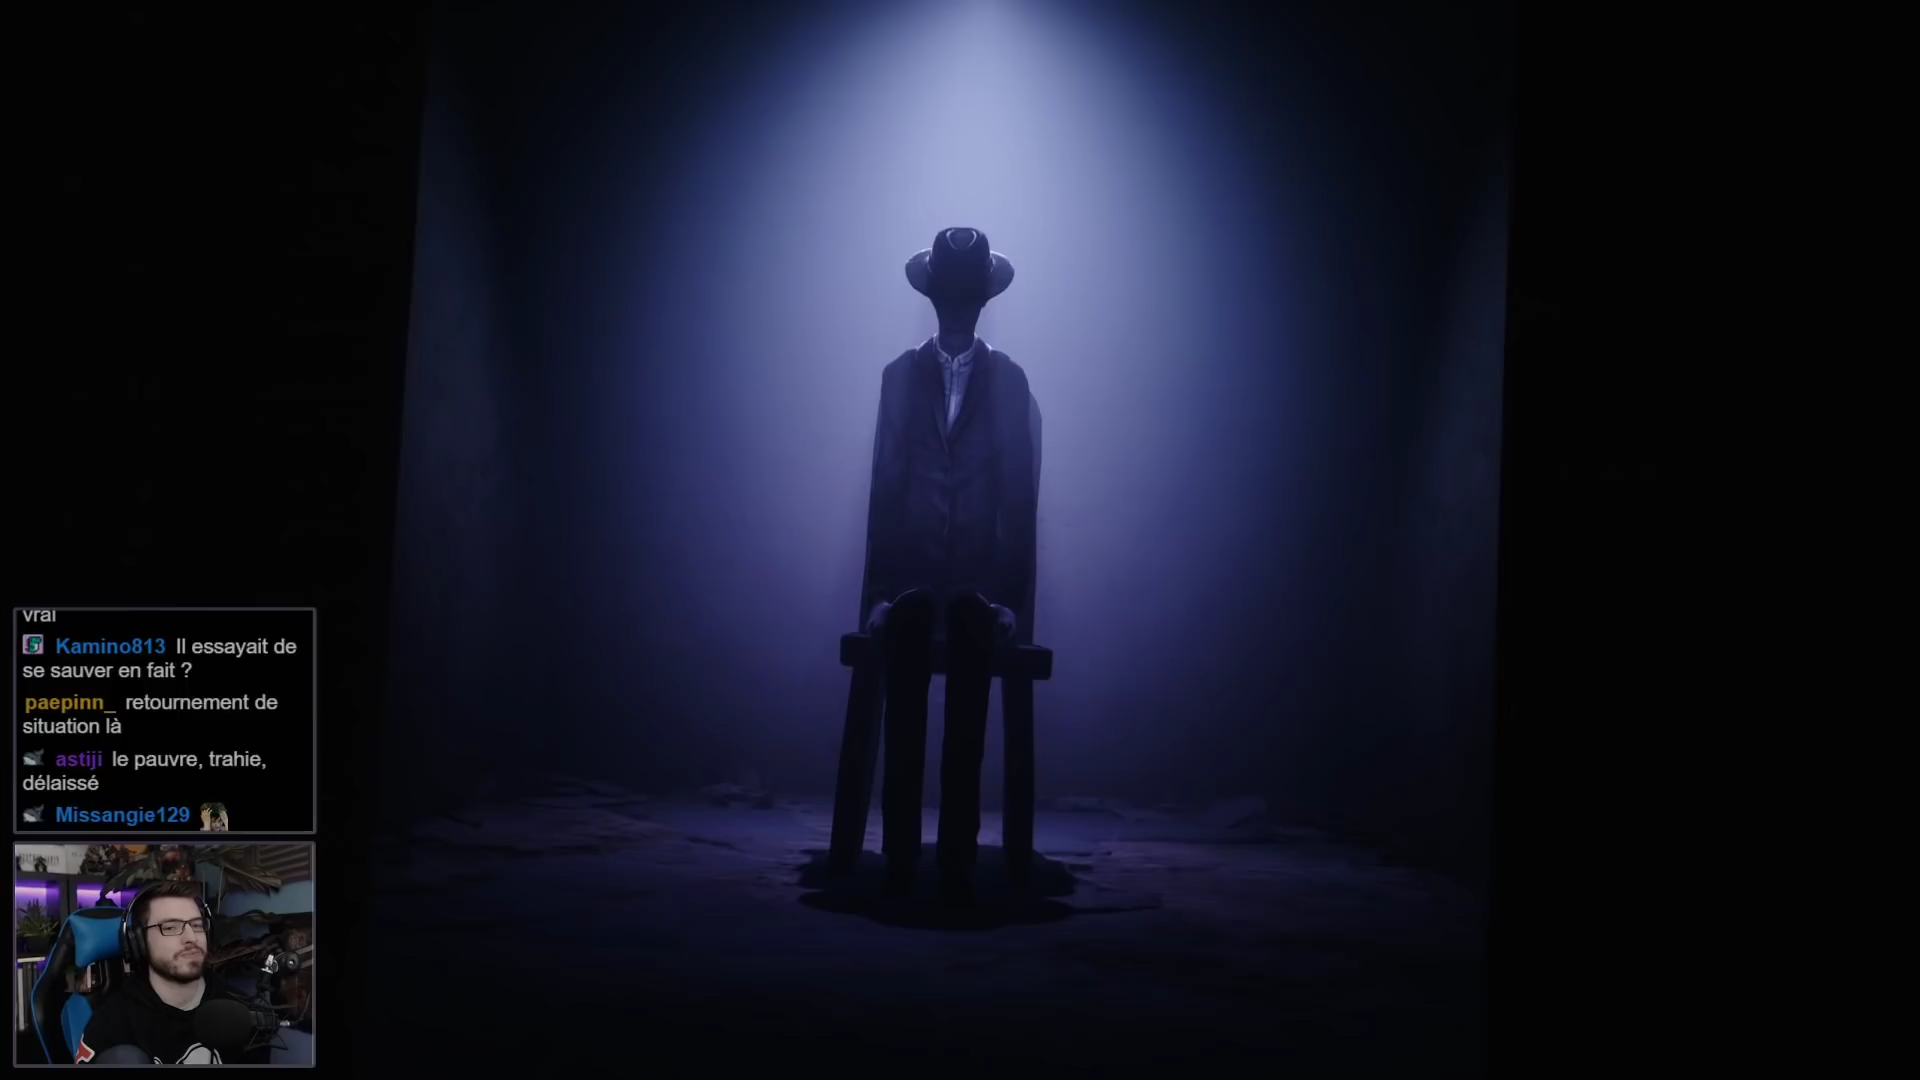 vrai
Kamino813 Il essayait de
se sauver en fait ?
paepinn_ retournement de
situation là
astiji le pauvre, trahie,
délaissé
Missangie129